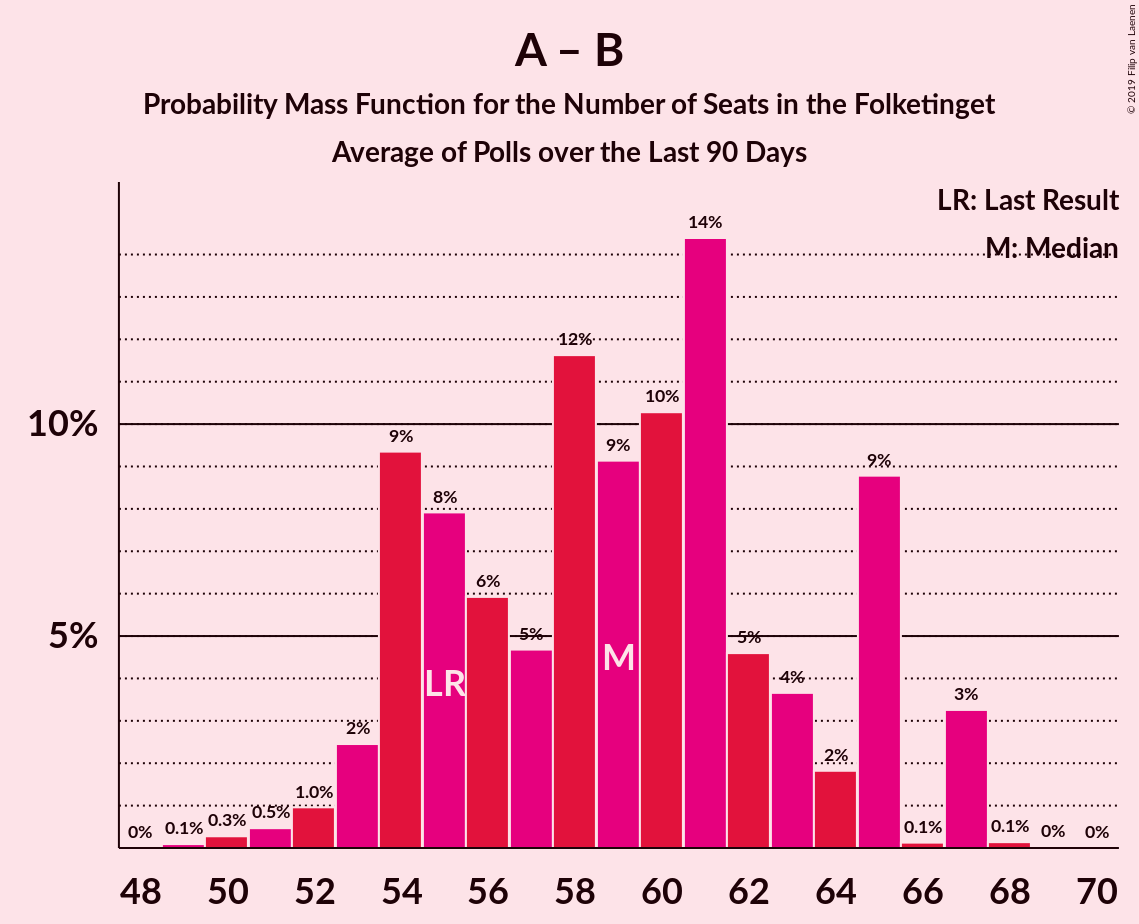 A – B
Probability Mass Function for the Number of Seats in the Folketinget
Average of Polls over the Last 90 Days
© 2019 Filip van Laenen
LR: Last Result
M: Median
14%
12%
10%
10%
9%
9%
9%
8%
6%
5%
5%
5%
4%
3%
2%
2%
1.0%
0.5%
0.3%
0.1%
0%
0.1%
0.1%
0%
0%
LR
M
48 50 52 54 56 58 60 62 64 66 68 70